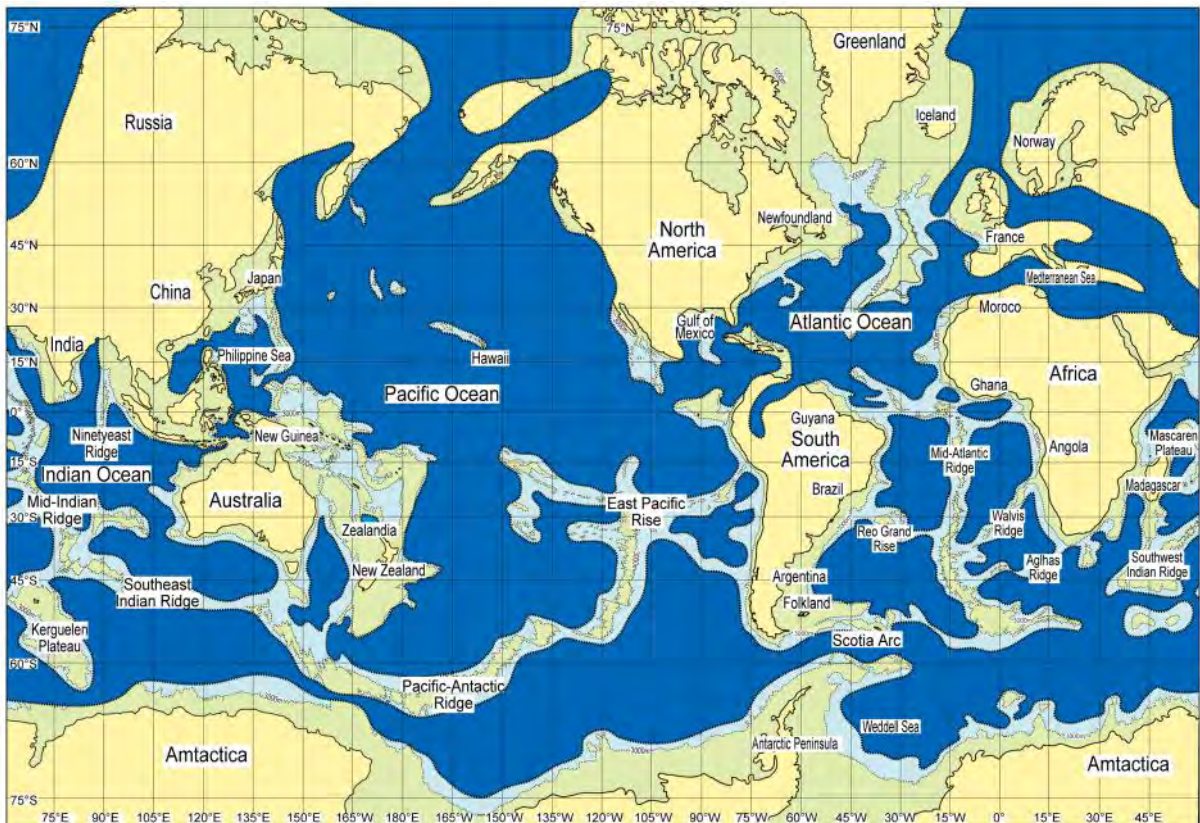 75°N
75°N
Greenland
Iceland
Russia
Norway
60°N
Newfoundland
North
America
France
45°N
Japan
Mediterranean Sea
China
30°N
Moroco
Gulf of
Mexico
Atlantic Ocean
India
Philippine Sea
Hawaii
15°N
Africa
Pacific Ocean
Ghana
0°
Guyana
New Guinea
Ninetyeast
Ridge
South
America
Mid-Atlantic
Ridge
Angola
Mascaren
Plateau
15°S
Indian Ocean
Madagascar
Australia
Brazil
Mid-Indian
Ridge
East Pacific
Rise
30°S
Zealandia
Reo Grand
Rise
Walvis
Ridge
New Zealand
Aglhas
Ridge
Southwest
Indian Ridge
45°S
Southeast
Indian Ridge
Argentina
Folkland
Kerguelen
Plateau
Scotia Arc
60°S
Pacific-Antactic
Ridge
Weddell Sea
Antarctic Peninsula
Amtactica
Amtactica
75°S
75°E 90°E 105°E 120°E 135°E 150°E 165°E 180°E 165°W 150°W 135°W 120°W 105°W 90°W 75°W 60°W 45°W 30°W 15°W 0° 15°E 30°E 45°E